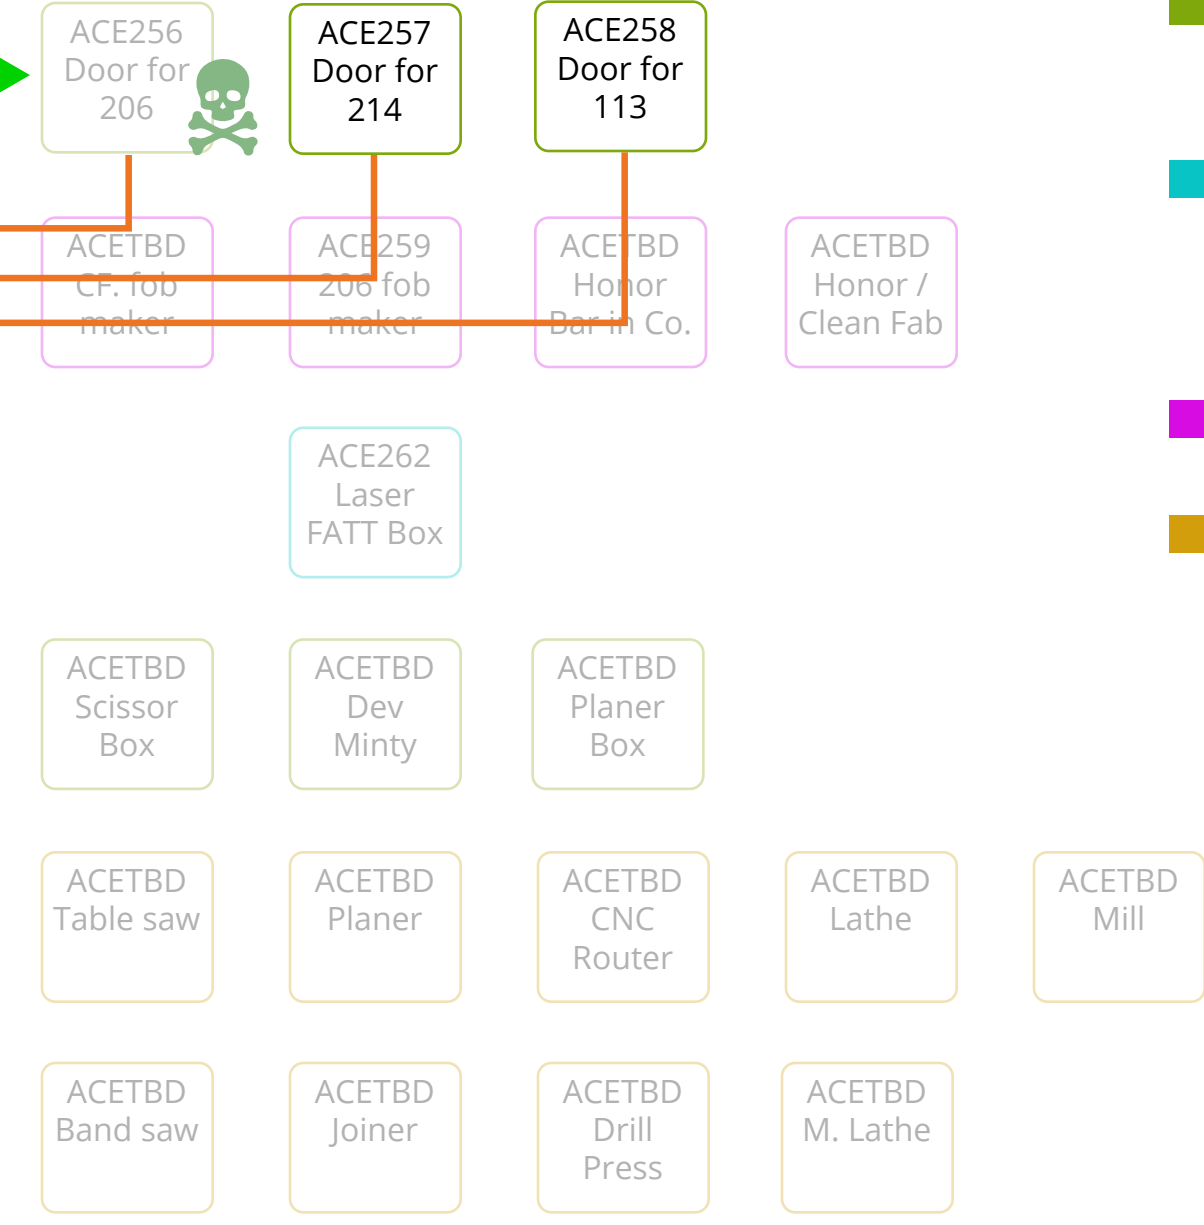 ACE256
Door for
206
ACE257
Door for
214
ACE258
Door for
113
ACETBD
CF. fob
maker
ACE259
206 fob
maker
ACETBD
Honor
Bar in Co.
ACETBD
Honor /
Clean Fab
ACE262
Laser
FATT Box
ACETBD
Scissor
Box
ACETBD
Dev
Minty
ACETBD
Planer
Box
ACETBD
Table saw
ACETBD
Planer
ACETBD
CNC
Router
ACETBD
Lathe
ACETBD
Mill
ACETBD
Band saw
ACETBD
Joiner
ACETBD
Drill
Press
ACETBD
M. Lathe